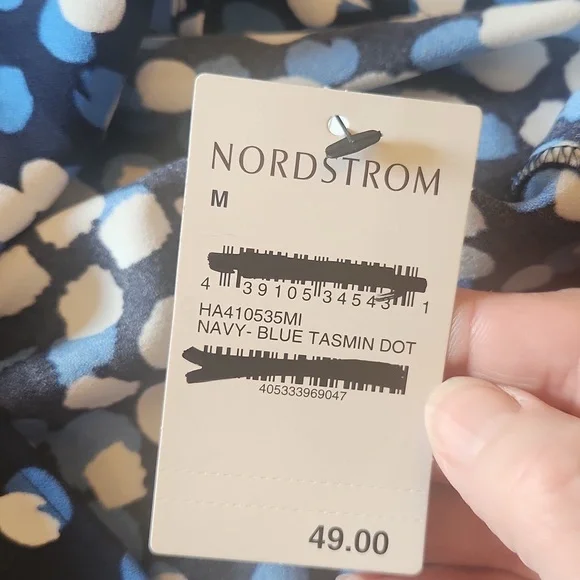 NORDSTROM
M
4 39105 34543 1
HA410535MI
NAVY- BLUE TASMIN DOT
405333969047
49.00